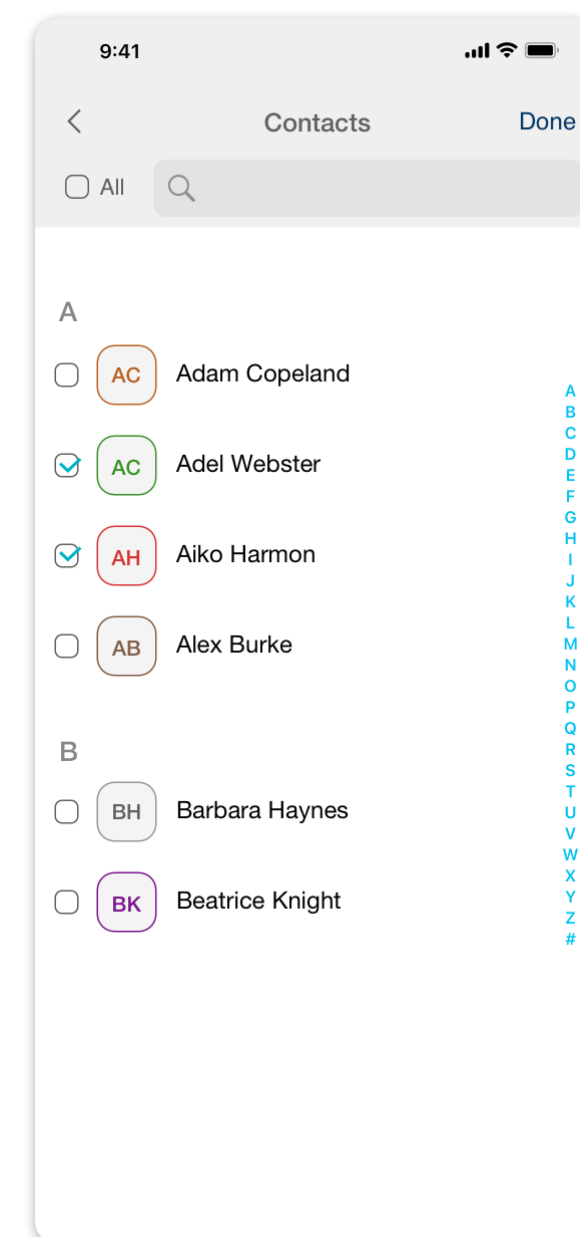 9:41
Contacts
Done
All
A
AC Adam Copeland
AC Adel Webster
AH Aiko Harmon
AB Alex Burke
B
BH Barbara Haynes
BK Beatrice Knight
A
B
C
D
E
F
G
H
I
J
K
L
M
N
O
P
Q
R
S
T
U
V
W
X
Y
Z
#